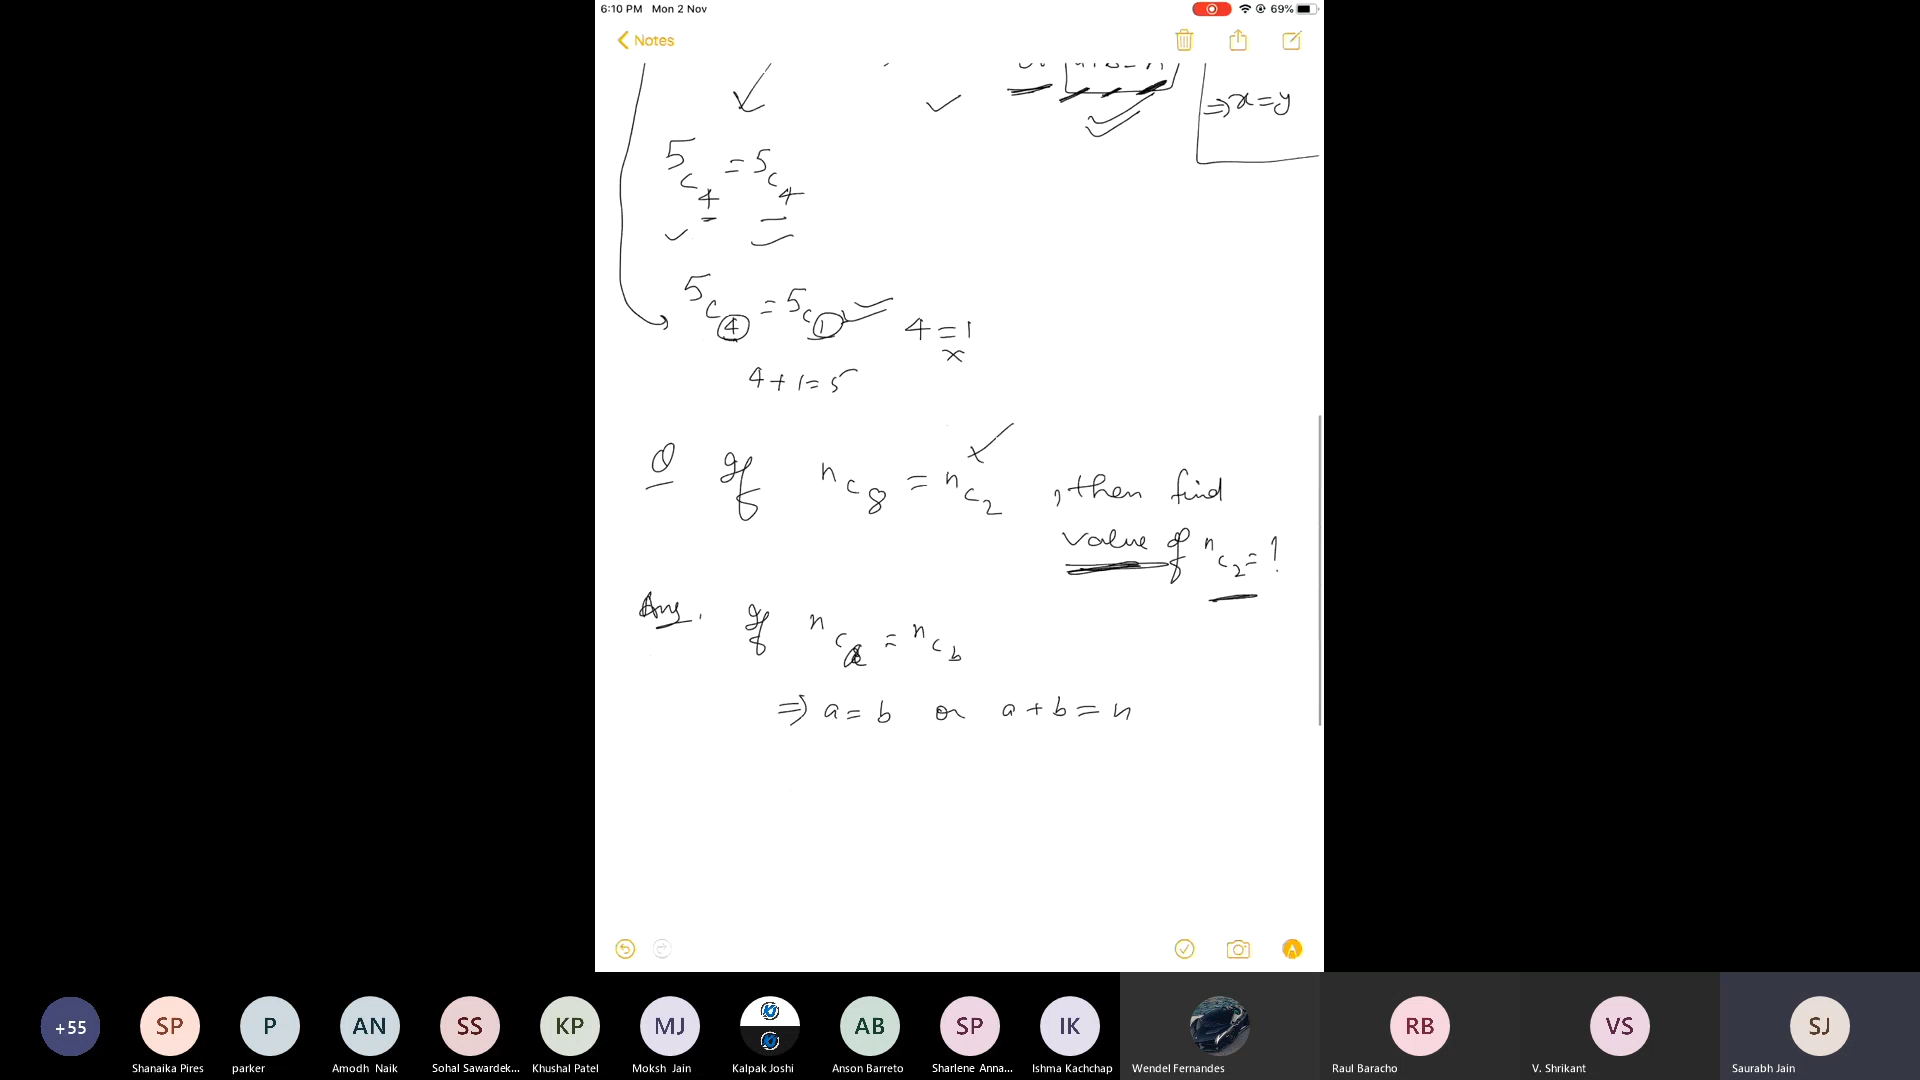 6:10 PM Mon 2 Nov
69%
Notes
⇒ x = y
5c4 = 5c4
5c4 = 5c1
4 = 1
x
4 + 1 = 5
Q If nc8 = nc2 , then find
value of nc2 = ?
Ans. If nca = ncb
⇒ a = b or a + b = n
+55
SP
P
AN
SS
KP
MJ
AB
SP
IK
RB
VS
SJ
Shanaika Pires
parker
Amodh Naik
Sohal Sawardek...
Khushal Patel
Moksh Jain
Kalpak Joshi
Anson Barreto
Sharlene Anna...
Ishma Kachchap
Wendel Fernandes
Raul Baracho
V. Shrikant
Saurabh Jain